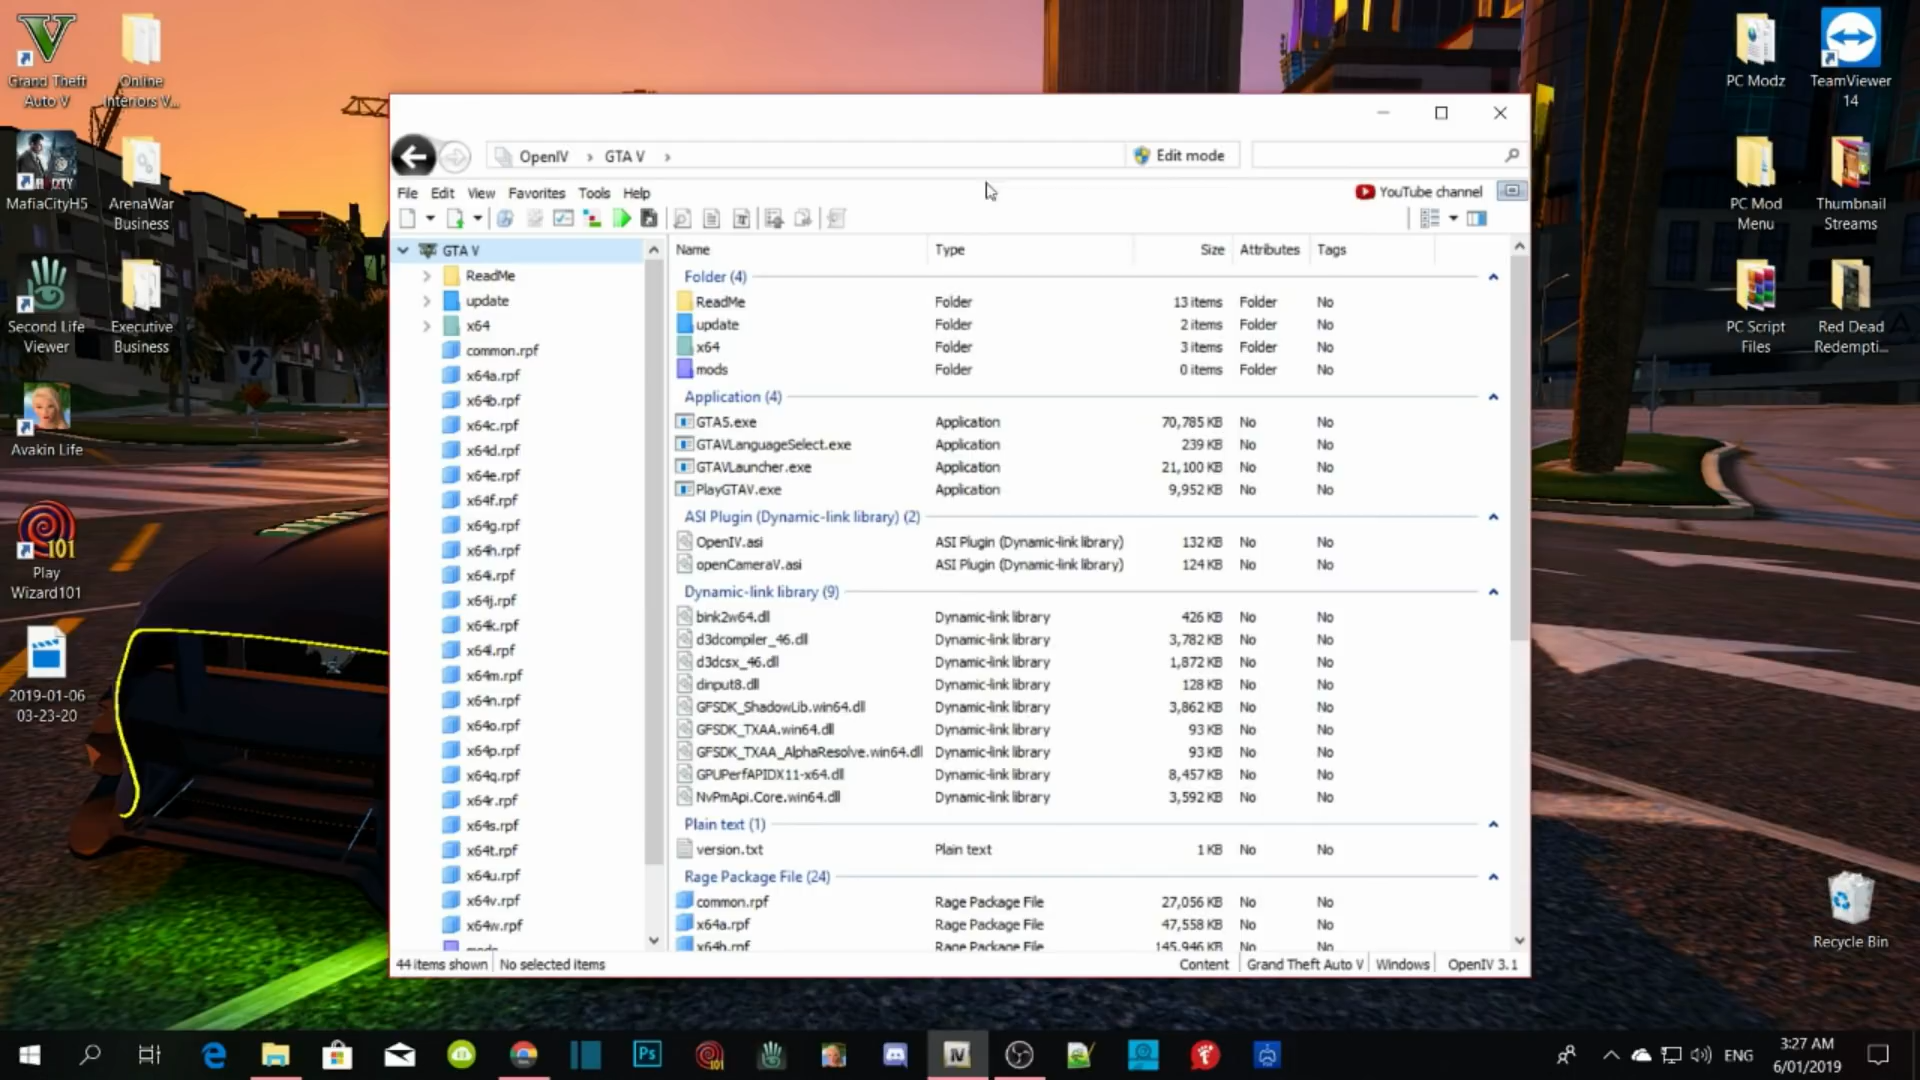 Grand Theft
Auto V
Online
Interiors V...
MafiaCityH5
ArenaWar
Business
Second Life
Viewer
Executive
Business
Avakin Life
101
Play
Wizard101
2019-01-06
03-23-20
PC Modz
TeamViewer
14
PC Mod
Menu
Thumbnail
Streams
PC Script
Files
Red Dead
Redempti...
Recycle Bin
OpenIV › GTA V ›
Edit mode
File Edit View Favorites Tools Help
YouTube channel
GTA V
ReadMe
update
x64
common.rpf
x64a.rpf
x64b.rpf
x64c.rpf
x64d.rpf
x64e.rpf
x64f.rpf
x64g.rpf
x64h.rpf
x64i.rpf
x64j.rpf
x64k.rpf
x64l.rpf
x64m.rpf
x64n.rpf
x64o.rpf
x64p.rpf
x64q.rpf
x64r.rpf
x64s.rpf
x64t.rpf
x64u.rpf
x64v.rpf
x64w.rpf
mods
Name Type Size Attributes Tags
Folder (4)
ReadMe Folder 13 items Folder No
update Folder 2 items Folder No
x64 Folder 3 items Folder No
mods Folder 0 items Folder No
Application (4)
GTA5.exe Application 70,785 KB No No
GTAVLanguageSelect.exe Application 239 KB No No
GTAVLauncher.exe Application 21,100 KB No No
PlayGTAV.exe Application 9,952 KB No No
ASI Plugin (Dynamic-link library) (2)
OpenIV.asi ASI Plugin (Dynamic-link library) 132 KB No No
openCameraV.asi ASI Plugin (Dynamic-link library) 124 KB No No
Dynamic-link library (9)
bink2w64.dll Dynamic-link library 426 KB No No
d3dcompiler_46.dll Dynamic-link library 3,782 KB No No
d3dcsx_46.dll Dynamic-link library 1,872 KB No No
dinput8.dll Dynamic-link library 128 KB No No
GFSDK_ShadowLib.win64.dll Dynamic-link library 3,862 KB No No
GFSDK_TXAA.win64.dll Dynamic-link library 93 KB No No
GFSDK_TXAA_AlphaResolve.win64.dll Dynamic-link library 93 KB No No
GPUPerfAPIDX11-x64.dll Dynamic-link library 8,457 KB No No
NvPmApi.Core.win64.dll Dynamic-link library 3,592 KB No No
Plain text (1)
version.txt Plain text 1 KB No No
Rage Package File (24)
common.rpf Rage Package File 27,056 KB No No
x64a.rpf Rage Package File 47,558 KB No No
x64b.rpf Rage Package File 145,946 KB No No
44 items shown No selected items Content Grand Theft Auto V Windows OpenIV 3.1
Ps
101
IV
ENG
3:27 AM
6/01/2019